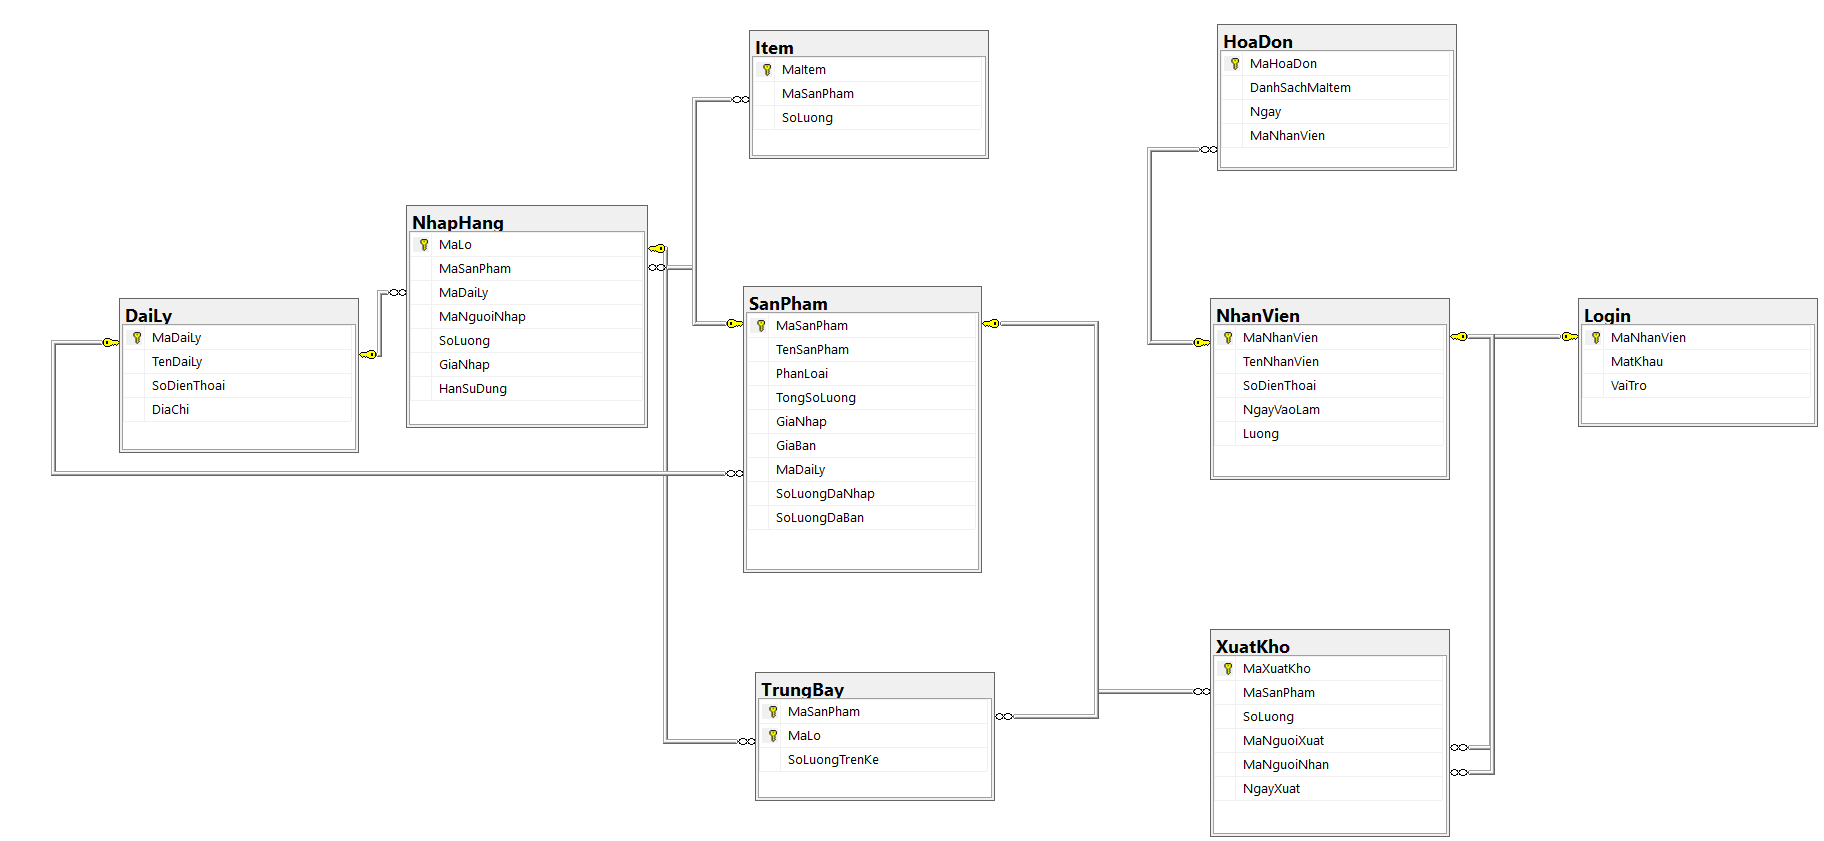 Item
MaItem
MaSanPham
SoLuong
HoaDon
MaHoaDon
DanhSachMaItem
Ngay
MaNhanVien
NhapHang
MaLo
MaSanPham
MaDaiLy
MaNguoiNhap
SoLuong
GiaNhap
HanSuDung
DaiLy
MaDaiLy
TenDaiLy
SoDienThoai
DiaChi
SanPham
MaSanPham
TenSanPham
PhanLoai
TongSoLuong
GiaNhap
GiaBan
MaDaiLy
SoLuongDaNhap
SoLuongDaBan
NhanVien
MaNhanVien
TenNhanVien
SoDienThoai
NgayVaoLam
Luong
Login
MaNhanVien
MatKhau
VaiTro
TrungBay
MaSanPham
MaLo
SoLuongTrenKe
XuatKho
MaXuatKho
MaSanPham
SoLuong
MaNguoiXuat
MaNguoiNhan
NgayXuat